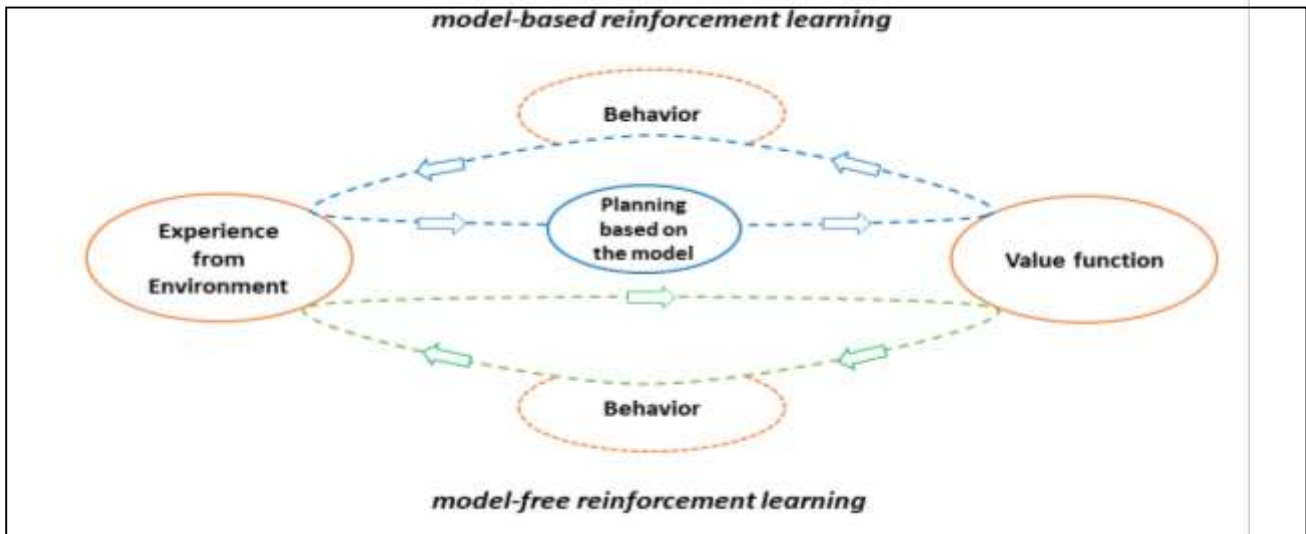 model-based reinforcement learning
Behavior
Planning
based on
the model
Experience
from
Environment
Value function
Behavior
model-free reinforcement learning